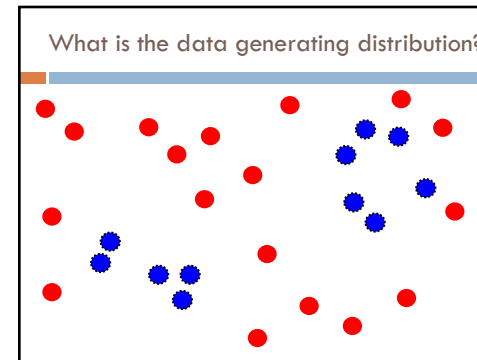 What is the data generating distribution?